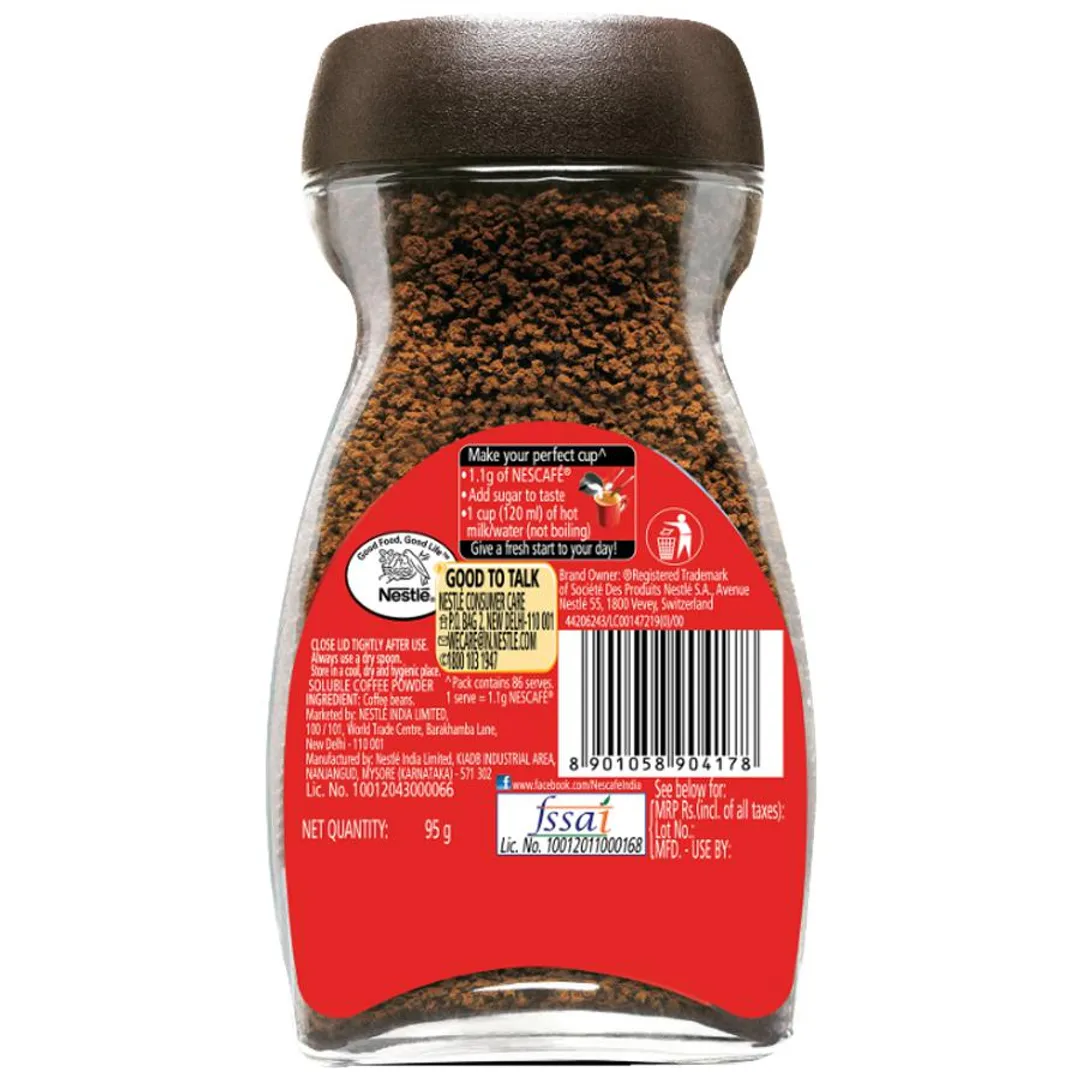 Make your perfect cup^
•1.1g of NESCAFÉ®
•Add sugar to taste
•1 cup (120 ml) of hot
milk/water (not boiling)
Give a fresh start to your day!
Good Food, Good Life™
Nestlé®
GOOD TO TALK
NESTLÉ CONSUMER CARE
P.O. BAG 2, NEW DELHI-110 001
WECARE@IN.NESTLE.COM
1800 103 1947
^Pack contains 86 serves.
1 serve = 1.1g NESCAFÉ®
Brand Owner: ®Registered Trademark
of Société Des Produits Nestlé S.A., Avenue
Nestlé 55, 1800 Vevey, Switzerland
44206243/LC00147219(0)/00
CLOSE LID TIGHTLY AFTER USE.
Always use a dry spoon.
Store in a cool, dry and hygienic place.
SOLUBLE COFFEE POWDER
INGREDIENT: Coffee beans.
Marketed by: NESTLÉ INDIA LIMITED,
100 / 101, World Trade Centre, Barakhamba Lane,
New Delhi - 110 001
Manufactured by: Nestlé India Limited, KIADB INDUSTRIAL AREA,
NANJANGUD, MYSORE (KARNATAKA) - 571 302
Lic. No. 10012043000066
NET QUANTITY: 95 g
8 901058 904178
f www.facebook.com/NescafeIndia
fssai
Lic. No. 10012011000168
See below for:
MRP Rs.(incl. of all taxes):
Lot No.:
MFD. - USE BY: